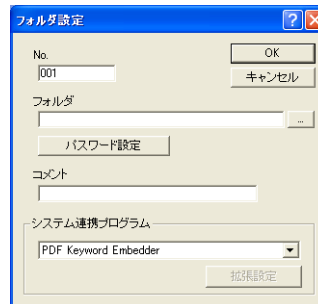 フォルダ設定
No.
OK
001
キャンセル
フォルダ
...
パスワード設定
コメント
システム連携プログラム
PDF Keyword Embedder
拡張設定